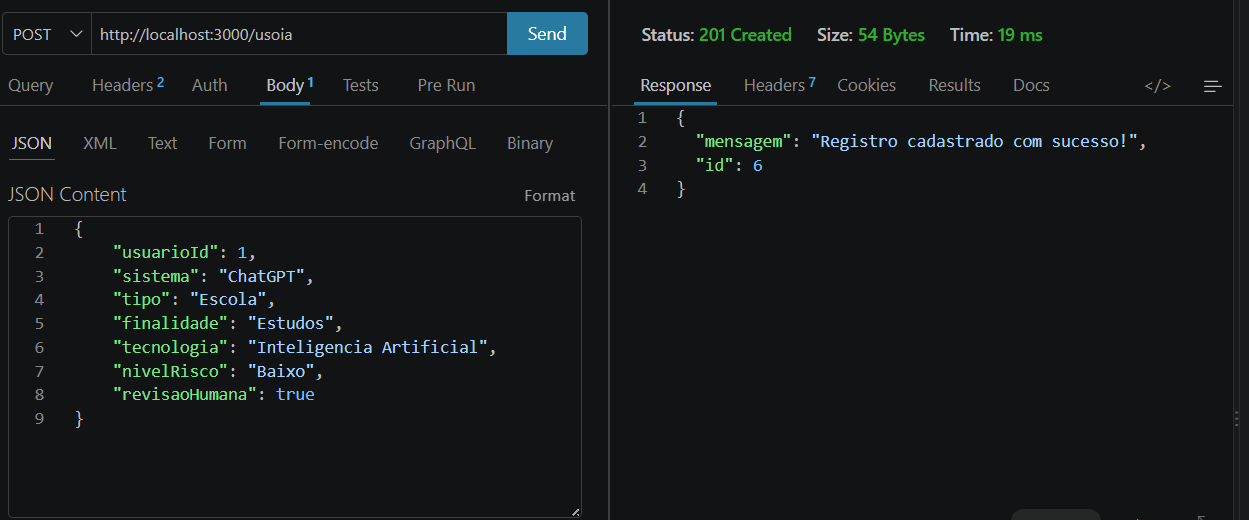 POST http://localhost:3000/usoia Send
Query Headers 2 Auth Body 1 Tests Pre Run
JSON XML Text Form Form-encode GraphQL Binary
JSON Content Format
1 {
2 "usuarioId": 1,
3 "sistema": "ChatGPT",
4 "tipo": "Escola",
5 "finalidade": "Estudos",
6 "tecnologia": "Inteligencia Artificial",
7 "nivelRisco": "Baixo",
8 "revisaoHumana": true
9 }
Status: 201 Created Size: 54 Bytes Time: 19 ms
Response Headers 7 Cookies Results Docs </>
1 {
2 "mensagem": "Registro cadastrado com sucesso!",
3 "id": 6
4 }